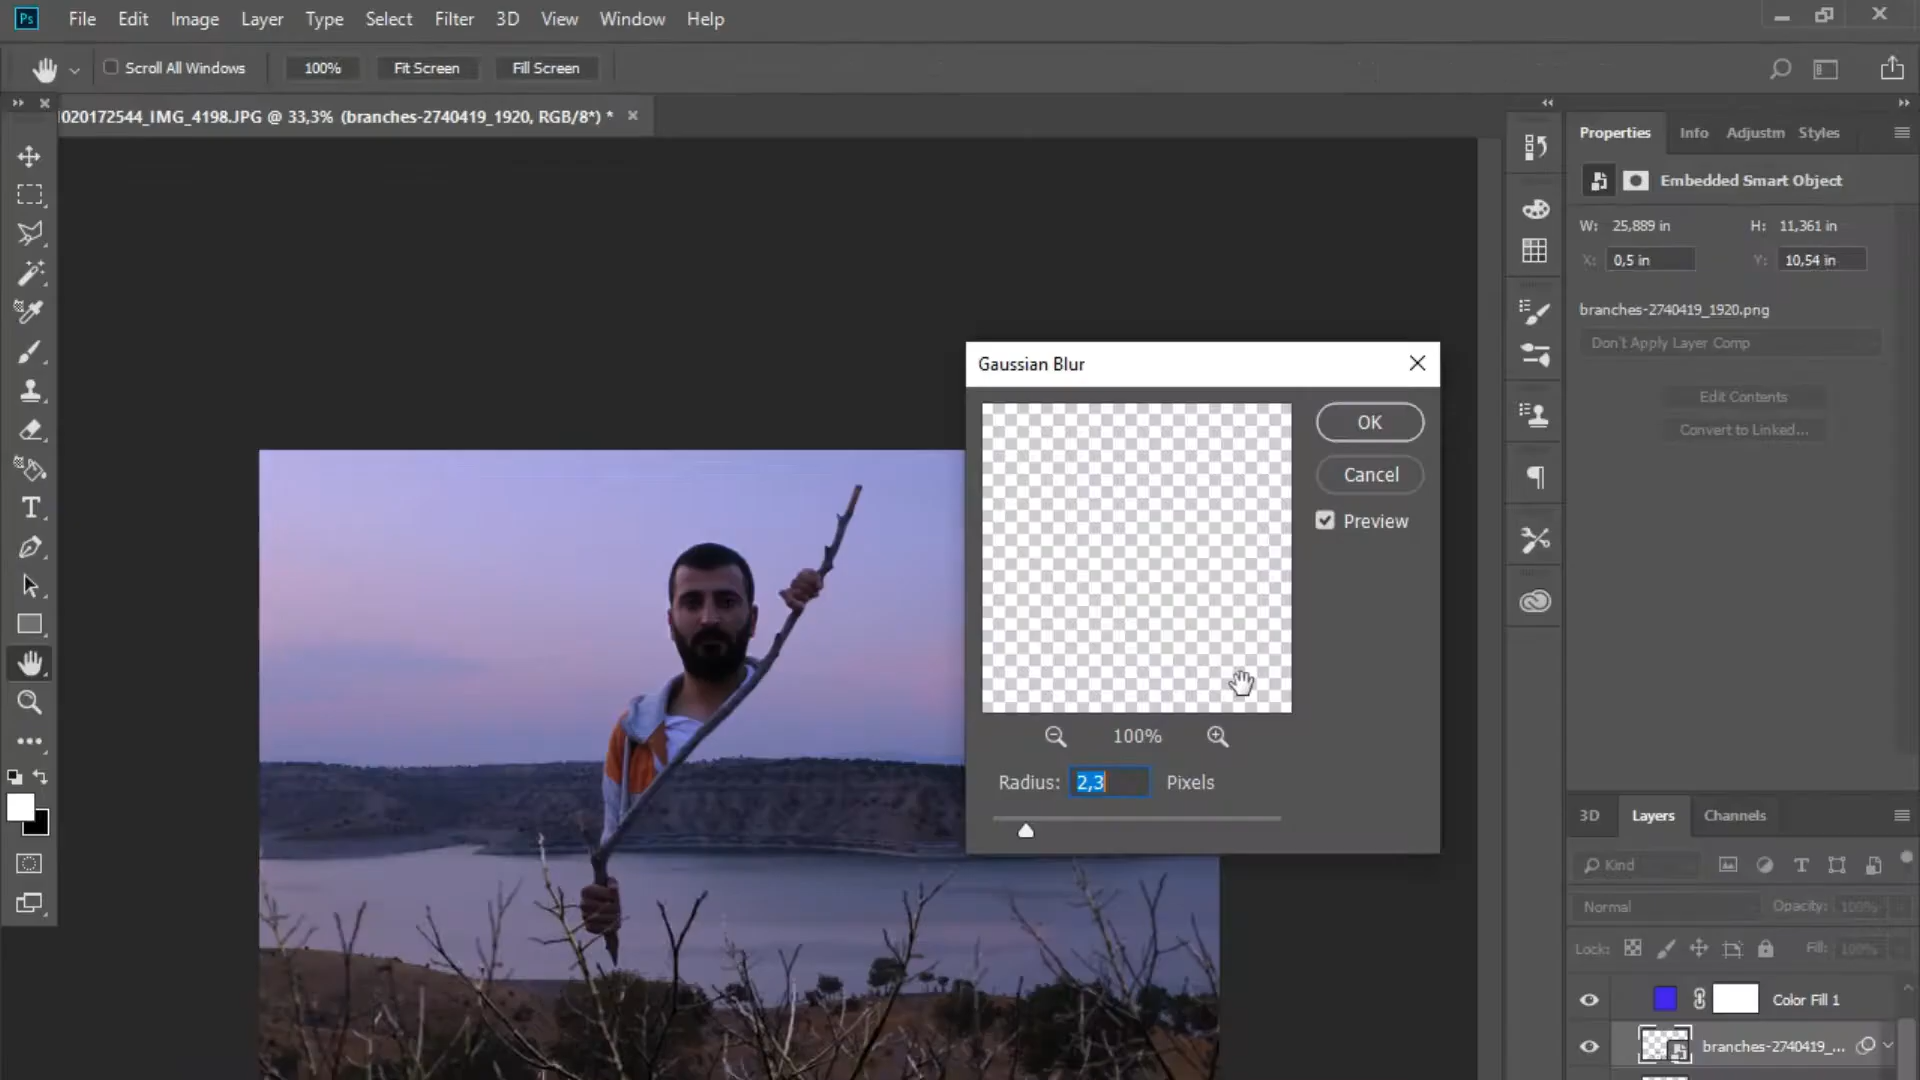 Ps File Edit Image Layer Type Select Filter 3D View Window Help
Scroll All Windows 100% Fit Screen Fill Screen
1020172544_IMG_4198.JPG @ 33,3% (branches-2740419_1920, RGB/8*) *
Properties Info Adjustm Styles
Embedded Smart Object
W: 25,889 in H: 11,361 in
X: 0,5 in Y: 10,54 in
branches-2740419_1920.png
Don't Apply Layer Comp
Edit Contents
Convert to Linked...
Gaussian Blur
OK
Cancel
Preview
100%
Radius: 2,3 Pixels
3D Layers Channels
Kind
Normal Opacity: 100%
Lock: Fill: 100%
Color Fill 1
branches-2740419_...